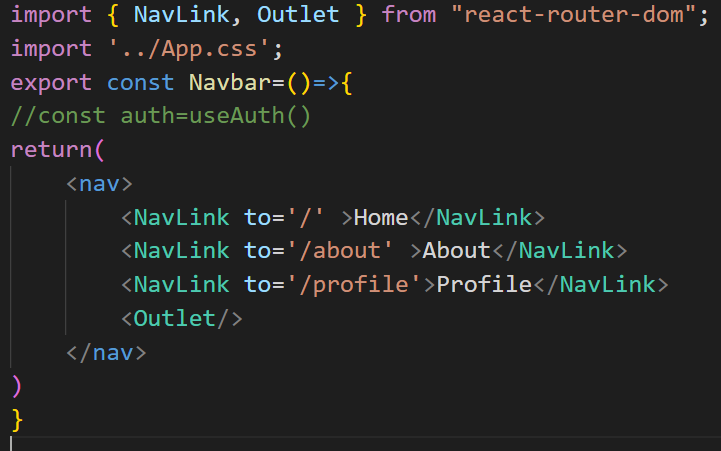 import { NavLink, Outlet } from "react-router-dom";
import '../App.css';
export const Navbar=()=>{
//const auth=useAuth()
return(
    <nav>
        <NavLink to='/' >Home</NavLink>
        <NavLink to='/about' >About</NavLink>
        <NavLink to='/profile'>Profile</NavLink>
        <Outlet/>
    </nav>
)
}